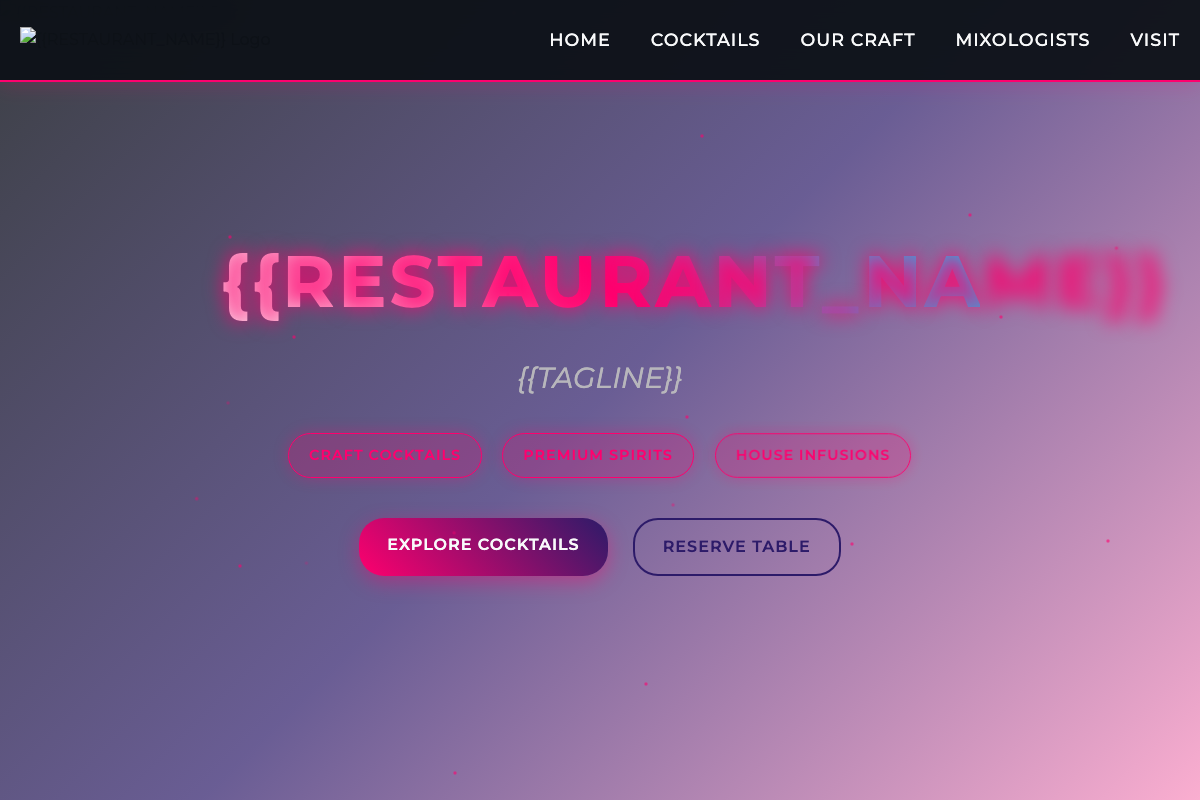 {{RESTAURANT_NAME}} Logo
HOME COCKTAILS OUR CRAFT MIXOLOGISTS VISIT
{{RESTAURANT_NAME}}
{{TAGLINE}}
CRAFT COCKTAILS PREMIUM SPIRITS HOUSE INFUSIONS
EXPLORE COCKTAILS RESERVE TABLE